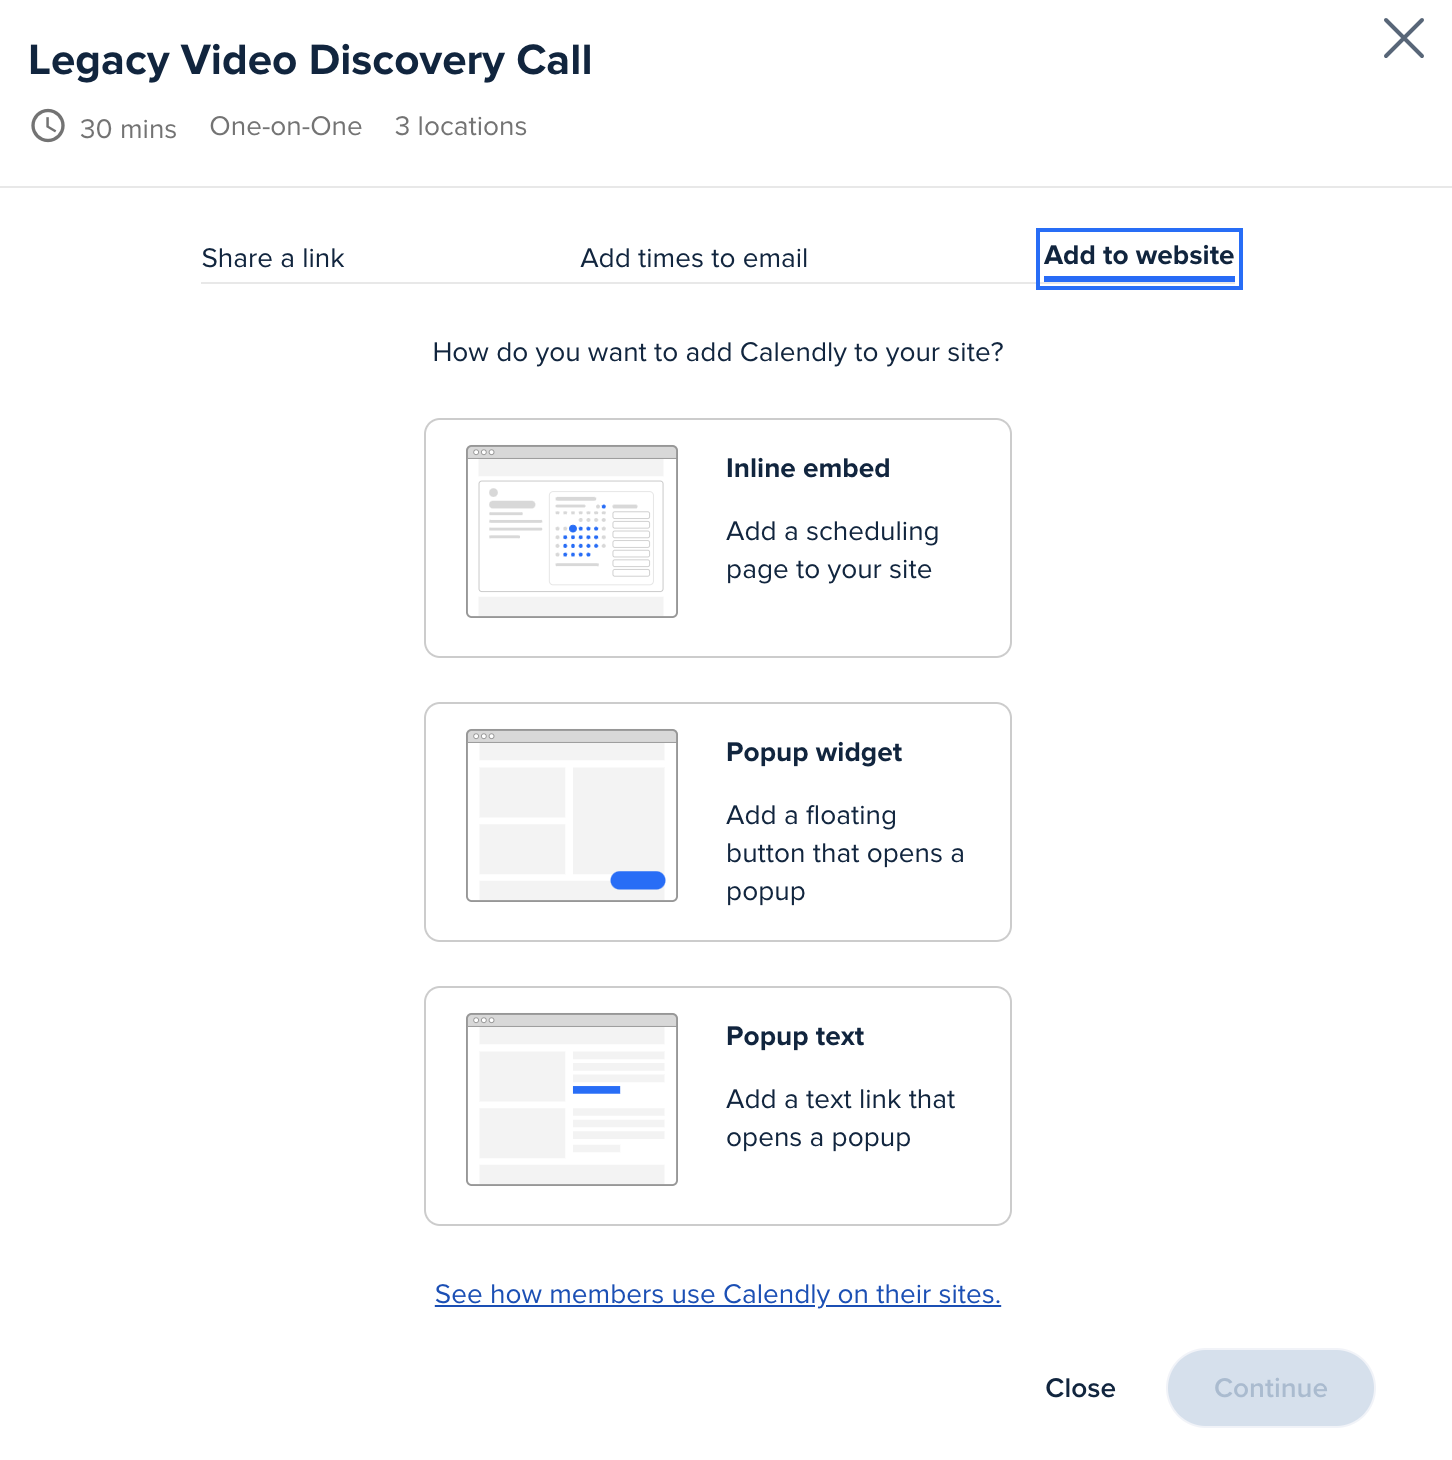 Legacy Video Discovery Call
30 mins One-on-One 3 locations
Share a link Add times to email Add to website
How do you want to add Calendly to your site?
Inline embed
Add a scheduling
page to your site
Popup widget
Add a floating
button that opens a
popup
Popup text
Add a text link that
opens a popup
See how members use Calendly on their sites.
Close Continue